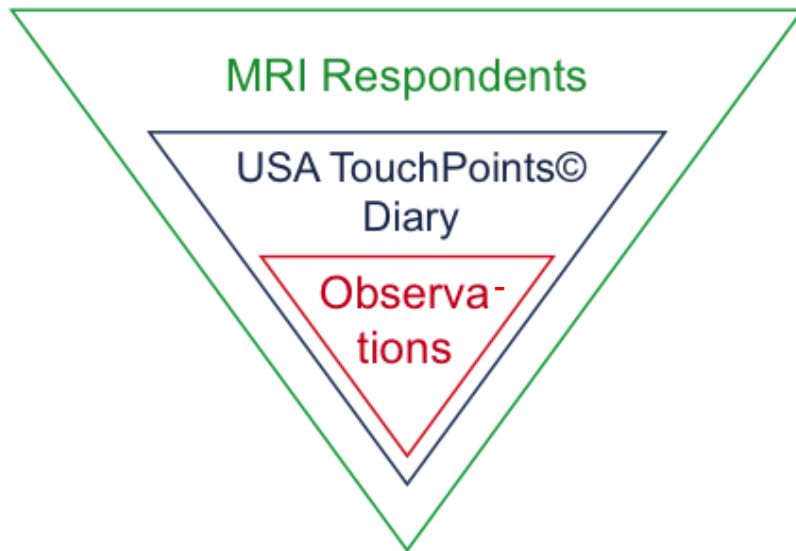 MRI Respondents
USA TouchPoints©
Diary
Observa-
tions